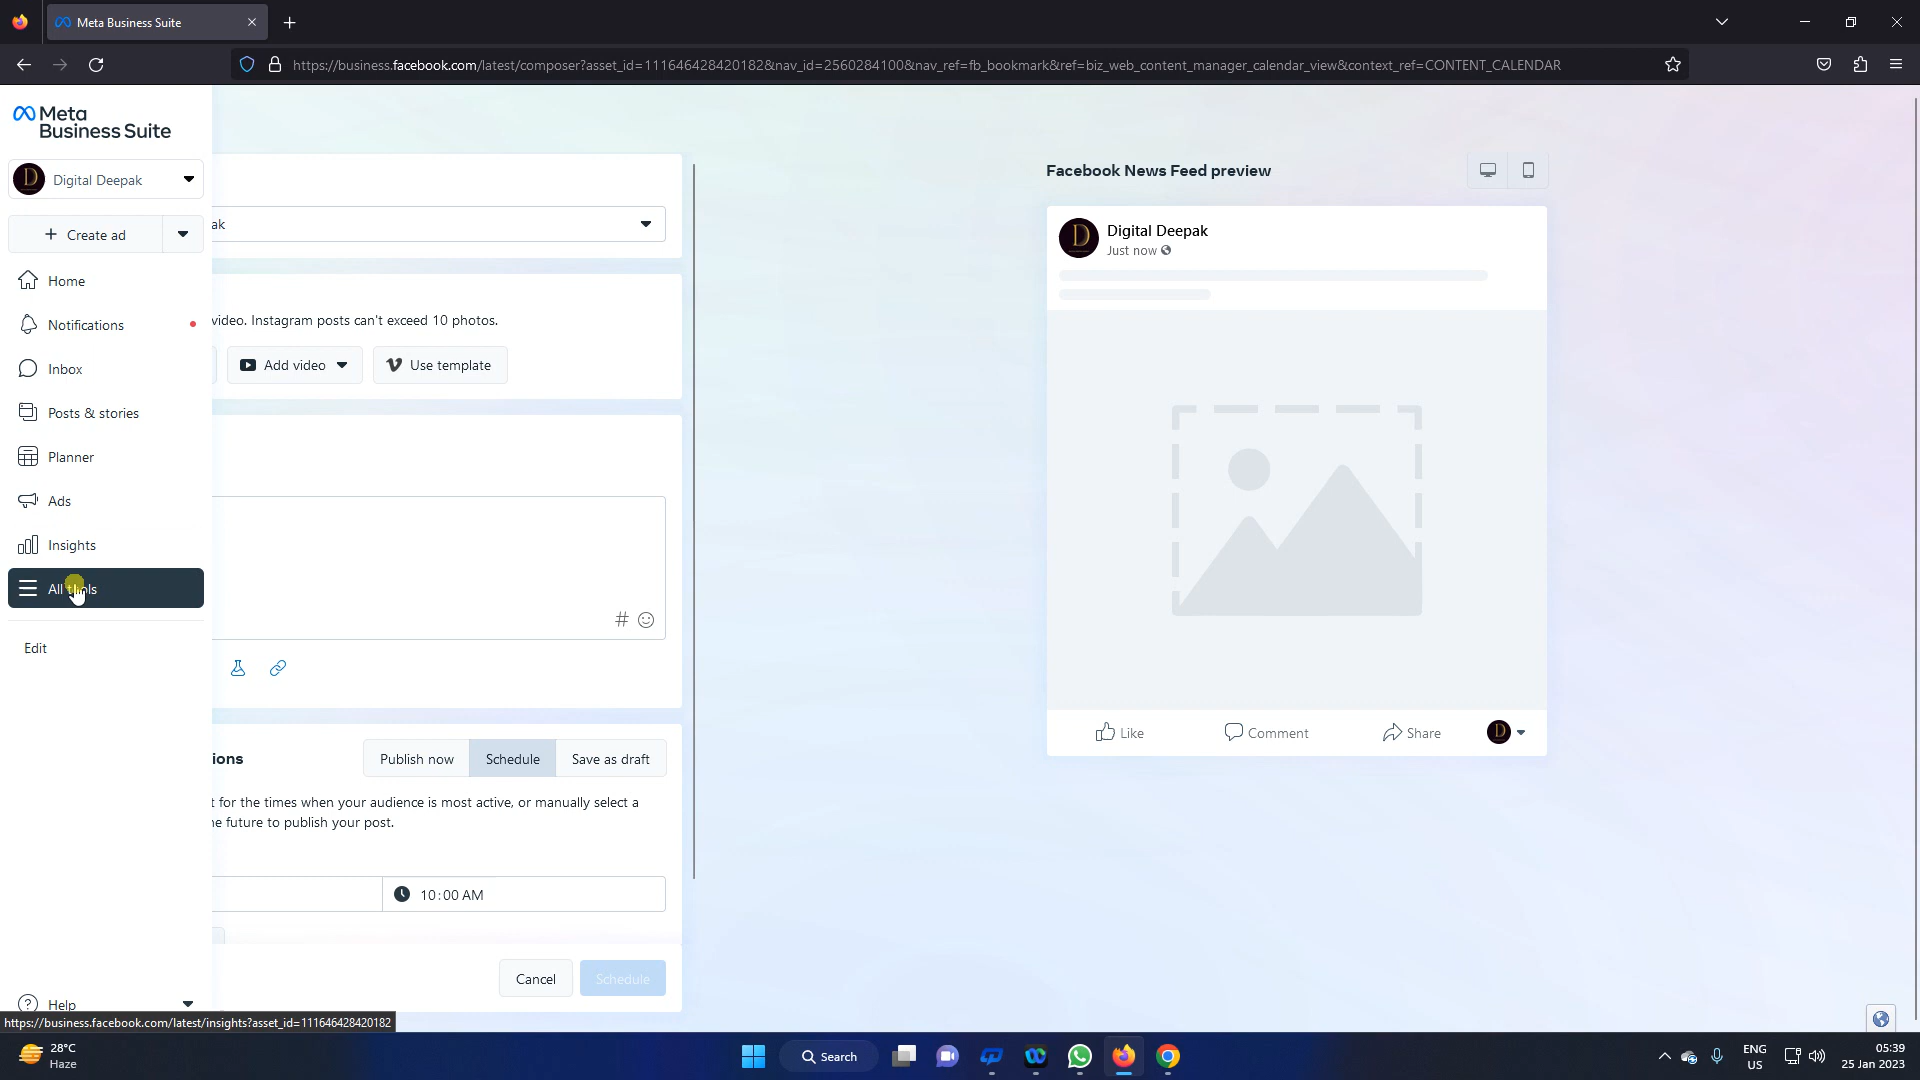 Meta Business Suite
https://business.facebook.com/latest/composer?asset_id=111646428420182&nav_id=2560284100&nav_ref=fb_bookmark&ref=biz_web_content_manager_calendar_view&context_ref=CONTENT_CALENDAR
Meta
Business Suite
Digital Deepak
+ Create ad
Home
Notifications
Inbox
Posts & stories
Planner
Ads
Insights
All tools
Edit
Help
https://business.facebook.com/latest/insights?asset_id=111646428420182
ak
video. Instagram posts can't exceed 10 photos.
Add video
Use template
#
ions
Publish now
Schedule
Save as draft
t for the times when your audience is most active, or manually select a
ne future to publish your post.
10:00 AM
Cancel
Schedule
Facebook News Feed preview
D
Digital Deepak
Just now
Like
Comment
Share
28°C
Haze
Search
ENG
US
05:39
25 Jan 2023